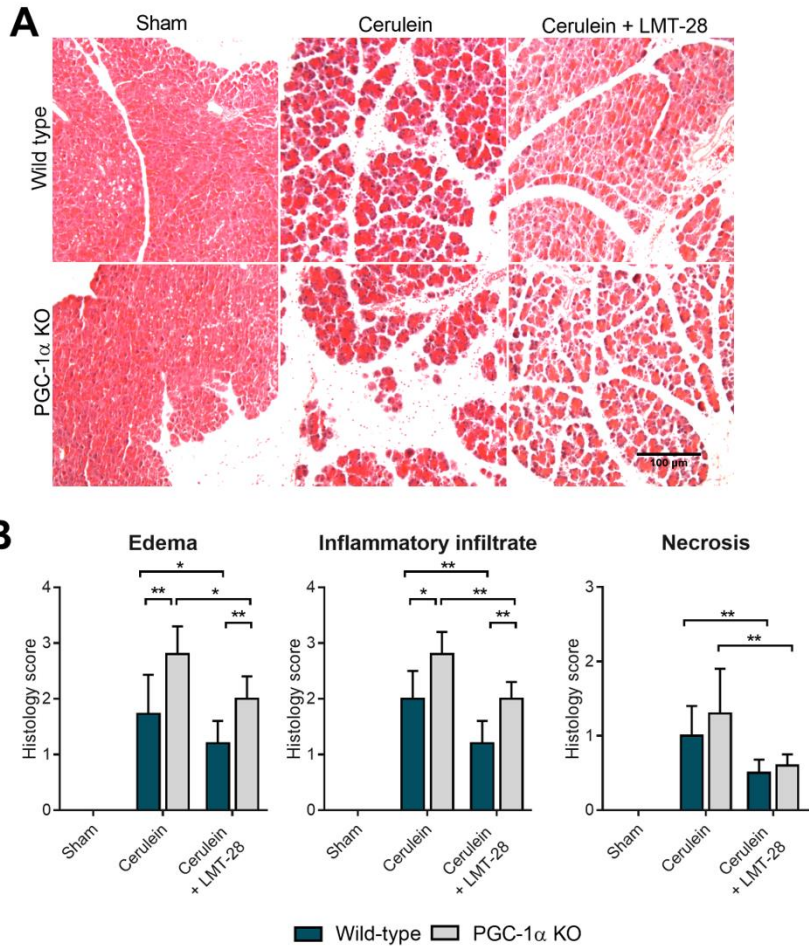 A
Sham
Cerulein
Cerulein + LMT-28
Wild type
PGC-1α KO
100 µm
B
Edema
Histology score
4
3
2
1
0
*
**
*
**
Sham
Cerulein
Cerulein
+ LMT-28
Inflammatory infiltrate
Histology score
4
3
2
1
0
**
*
**
**
Sham
Cerulein
Cerulein
+ LMT-28
Necrosis
Histology score
3
2
1
0
**
**
Sham
Cerulein
Cerulein
+ LMT-28
Wild-type
PGC-1α KO